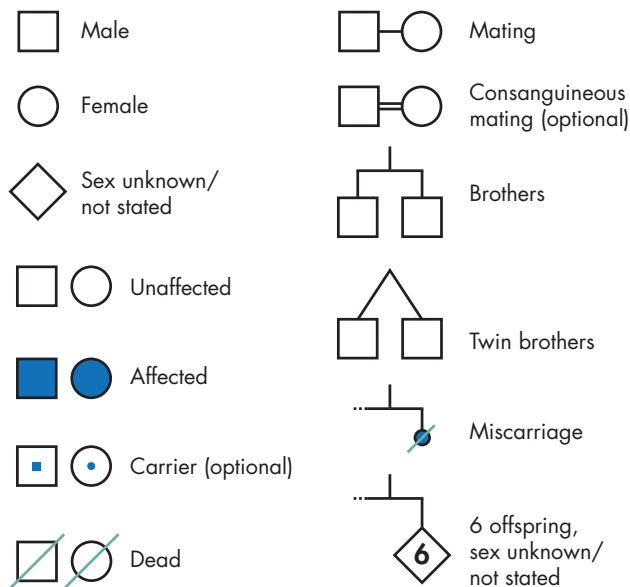 Male
Female
Sex unknown/
not stated
Unaffected
Affected
Carrier (optional)
Dead
Mating
Consanguineous
mating (optional)
Brothers
Twin brothers
Miscarriage
6
6 offspring,
sex unknown/
not stated